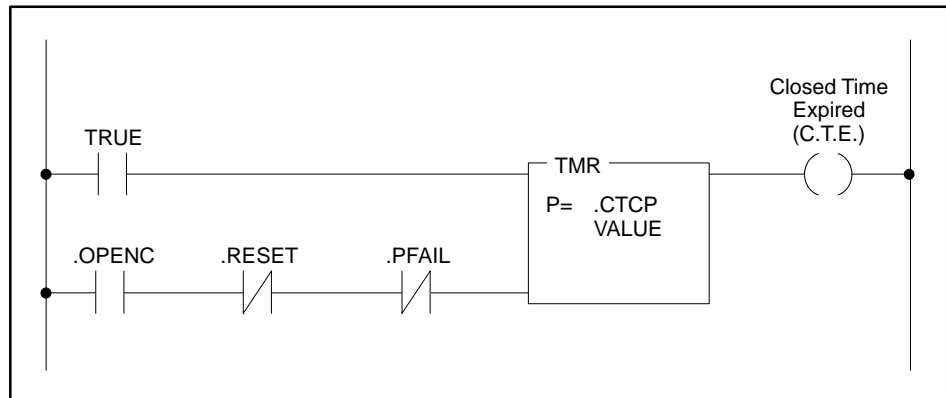 Closed Time
Expired
(C.T.E.)
TRUE
TMR
P= .CTCP
VALUE
.OPENC .RESET .PFAIL